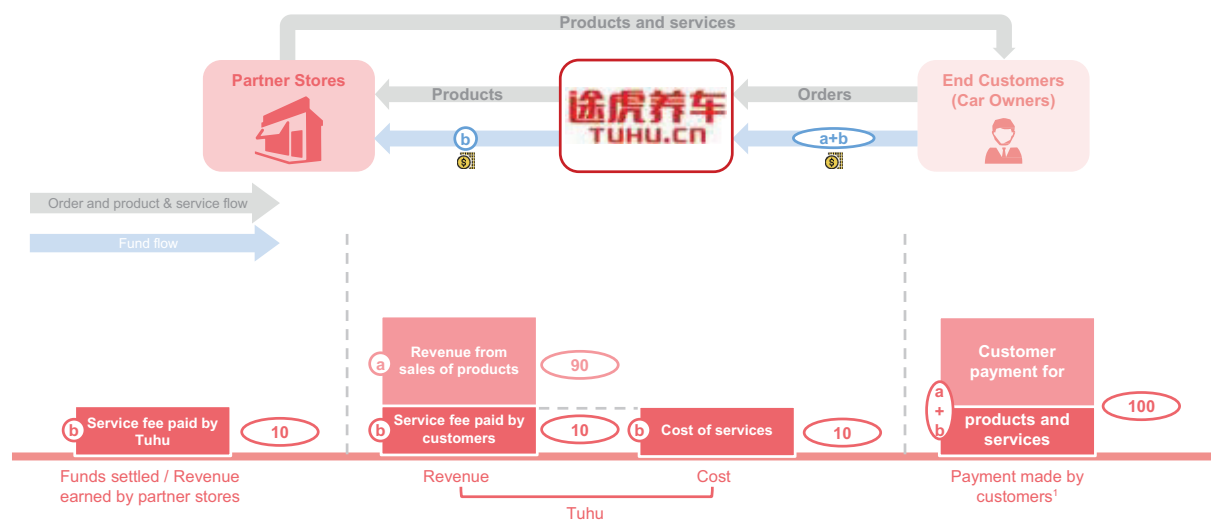 Products and services
Partner Stores
Products
途虎养车
TUHU.CN
Orders
End Customers
(Car Owners)
b
a+b
Order and product & service flow
Fund flow
b
Service fee paid by
Tuhu
10
a
Revenue from
sales of products
90
b
Service fee paid by
customers
10
b
Cost of services
10
Customer
payment for
products and
services
a
+
b
100
Funds settled / Revenue
earned by partner stores
Revenue
Cost
Tuhu
Payment made by
customers¹